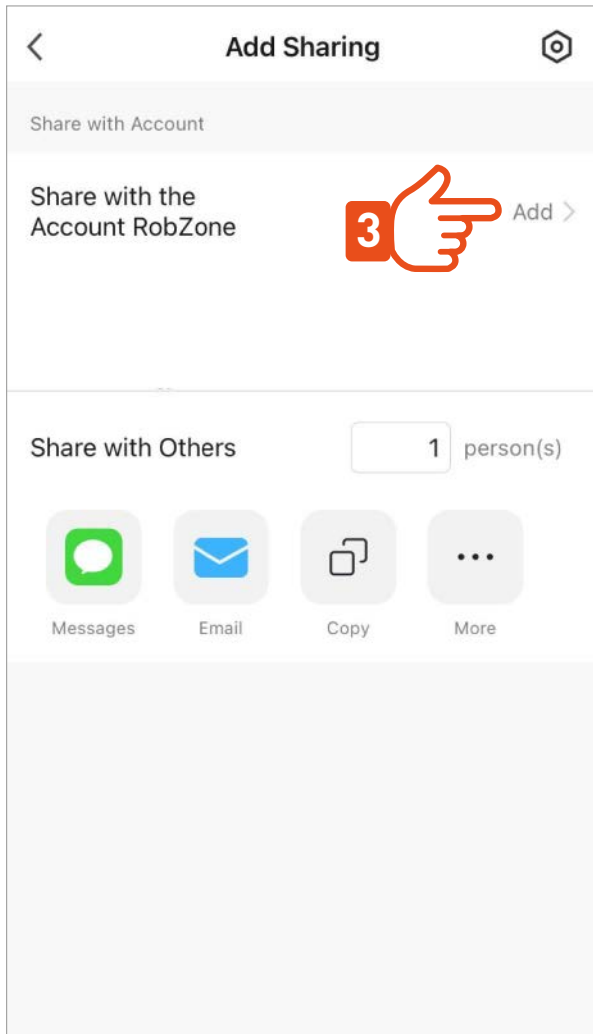 Add Sharing
Share with Account
Share with the
Account RobZone
3
Add
Share with Others
1 person(s)
Messages Email Copy More